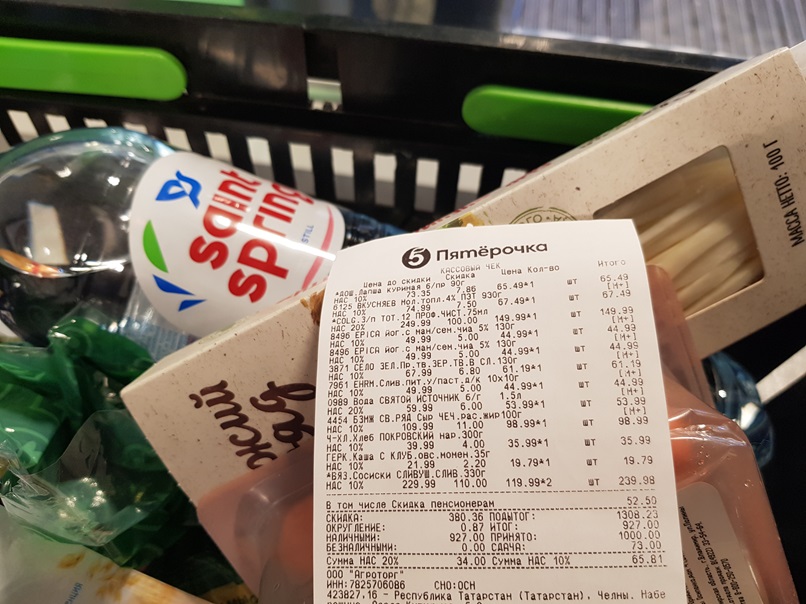 saint
spring
STILL
МАССА НЕТТО: 100 Г
5 Пятёрочка
КАССОВЫЙ ЧЕК
Цена до скидки Скидка Цена Кол-во Итого
*ДОШ.Лапша куриная б/пр 90г
НДС 10% 73.35 7.86 65.49*1 шт 65.49
[М+]
6125 ВКУСНЯЕВ Мол.топл.4% ПЭТ 930г
НДС 10% 74.99 7.50 67.49*1 шт 67.49
*COLG.З/п ТОТ.12 ПРОФ.ЧИСТ.75мл
НДС 20% 249.99 100.00 149.99*1 шт 149.99
[М+]
8496 EPICA йог.с ман/сем.чиа 5% 130г
НДС 10% 49.99 5.00 44.99*1 шт 44.99
[М+]
8496 EPICA йог.с ман/сем.чиа 5% 130г
НДС 10% 49.99 5.00 44.99*1 шт 44.99
[М+]
3871 СЕЛО ЗЕЛ.Пр.тв.ЗЕР.ТВ.В СЛ.130г
НДС 10% 67.99 6.80 61.19*1 шт 61.19
[М+]
7961 ЕНЯМ.Слив.пит.у/паст.д/к 10х10г
НДС 10% 49.99 5.00 44.99*1 шт 44.99
[М+]
0989 Вода СВЯТОЙ ИСТОЧНИК б/г 1.5л
НДС 20% 59.99 6.00 53.99*1 шт 53.99
[М+]
4454 БЗМЖ СВ.РЯД Сыр ЧЕЧ.рас.жир100г
НДС 10% 109.99 11.00 98.99*1 шт 98.99
Ч-ХЛ.Хлеб ПОКРОВСКИЙ нар.300г
НДС 10% 39.99 4.00 35.99*1 шт 35.99
ГЕРК.Каша С КЛУБ.овс.момен.35г
НДС 10% 21.99 2.20 19.79*1 шт 19.79
*ВЯЗ.Сосиски СЛИВУШ.СЛИВ.330г
НДС 10% 229.99 110.00 119.99*2 шт 239.98
В том числе Скидка пенсионерам 52.50
СКИДКА: 380.36 ПОДЫТОГ: 1308.23
ОКРУГЛЕНИЕ: 0.87 ИТОГ: 927.00
НАЛИЧНЫМИ: 927.00 ПРИНЯТО: 1000.00
БЕЗНАЛИЧНЫМИ: 0.00 СДАЧА: 73.00
Сумма НДС 20% 34.00 Сумма НДС 10% 65.81
ООО "Агроторг"
ИНН:7825706086 СНО:ОСН
423827,16 - Республика Татарстан (Татарстан), Челны, Набе